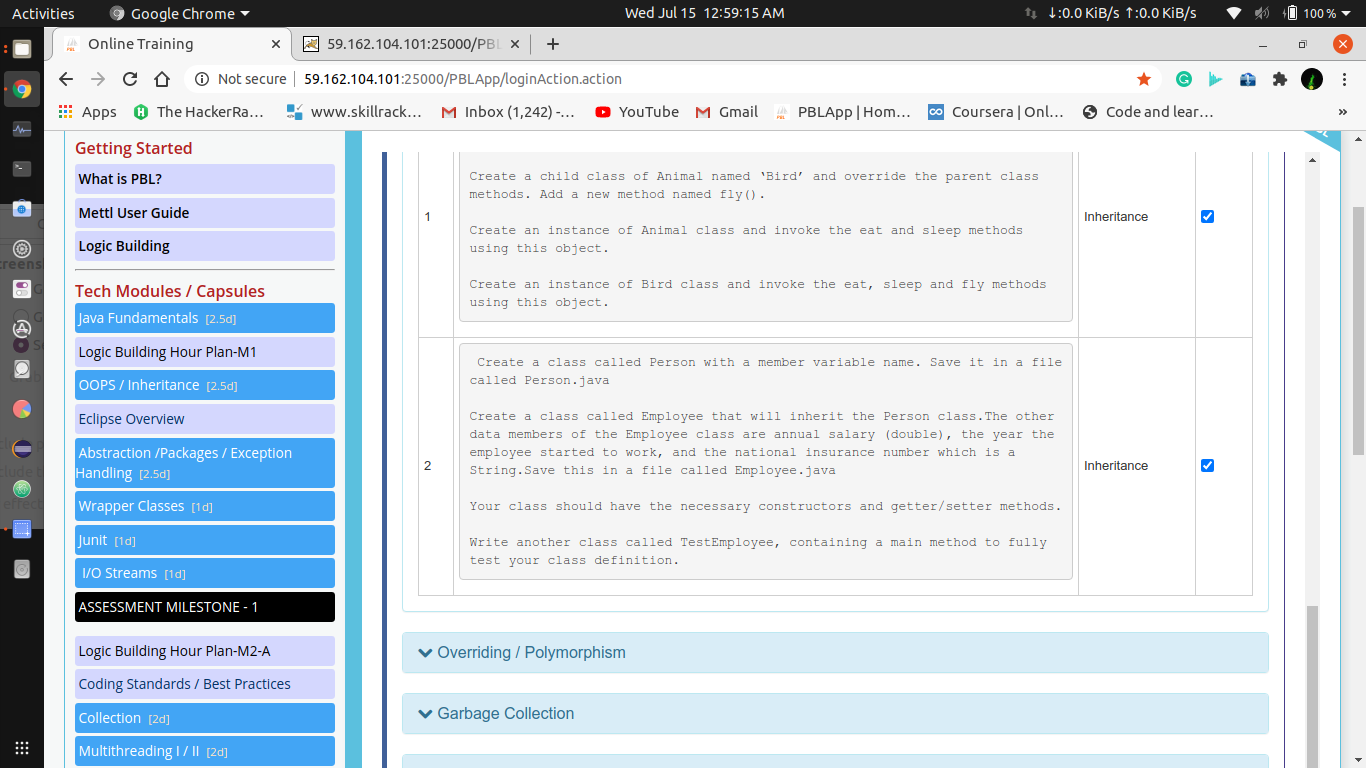 Activities
Google Chrome
Wed Jul 15 12:59:15 AM
↓:0.0 KiB/s ↑:0.0 KiB/s
100 %
Online Training
59.162.104.101:25000/PBL
Not secure
59.162.104.101:25000/PBLApp/loginAction.action
Apps
The HackerRa...
www.skillrack...
Inbox (1,242) -...
YouTube
Gmail
PBLApp | Hom...
Coursera | Onl...
Code and lear...
»
Getting Started
What is PBL?
Mettl User Guide
Logic Building
Tech Modules / Capsules
Java Fundamentals [2.5d]
Logic Building Hour Plan-M1
OOPS / Inheritance [2.5d]
Eclipse Overview
Abstraction /Packages / Exception
Handling [2.5d]
Wrapper Classes [1d]
Junit [1d]
I/O Streams [1d]
ASSESSMENT MILESTONE - 1
Logic Building Hour Plan-M2-A
Coding Standards / Best Practices
Collection [2d]
Multithreading I / II [2d]
1
Create a child class of Animal named ‘Bird’ and override the parent class
methods. Add a new method named fly().
Create an instance of Animal class and invoke the eat and sleep methods
using this object.
Create an instance of Bird class and invoke the eat, sleep and fly methods
using this object.
Inheritance
2
Create a class called Person with a member variable name. Save it in a file
called Person.java
Create a class called Employee that will inherit the Person class.The other
data members of the Employee class are annual salary (double), the year the
employee started to work, and the national insurance number which is a
String.Save this in a file called Employee.java
Your class should have the necessary constructors and getter/setter methods.
Write another class called TestEmployee, containing a main method to fully
test your class definition.
Inheritance
Overriding / Polymorphism
Garbage Collection